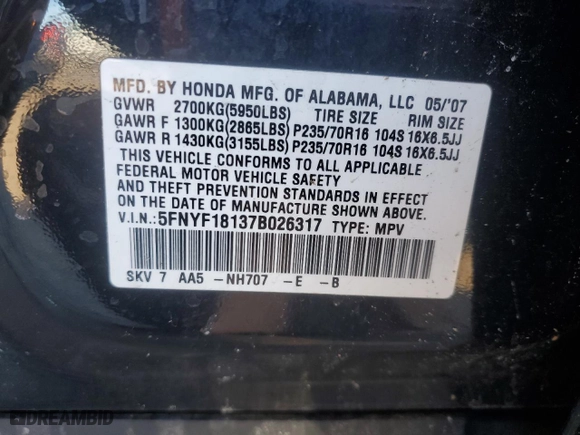 MFD. BY HONDA MFG. OF ALABAMA, LLC 05/'07
GVWR 2700KG(5950LBS) TIRE SIZE RIM SIZE
GAWR F 1300KG(2865LBS) P235/70R16 104S 16X6.5JJ
GAWR R 1430KG(3155LBS) P235/70R16 104S 16X6.5JJ
THIS VEHICLE CONFORMS TO ALL APPLICABLE
FEDERAL MOTOR VEHICLE SAFETY
AND THEFT PREVENTION STANDARDS IN EFFECT
ON THE DATE OF MANUFACTURE SHOWN ABOVE.
V.I.N.: 5FNYF18137B026317 TYPE: MPV
SKV 7 AA5 -NH707 -E -B
DREAMBID